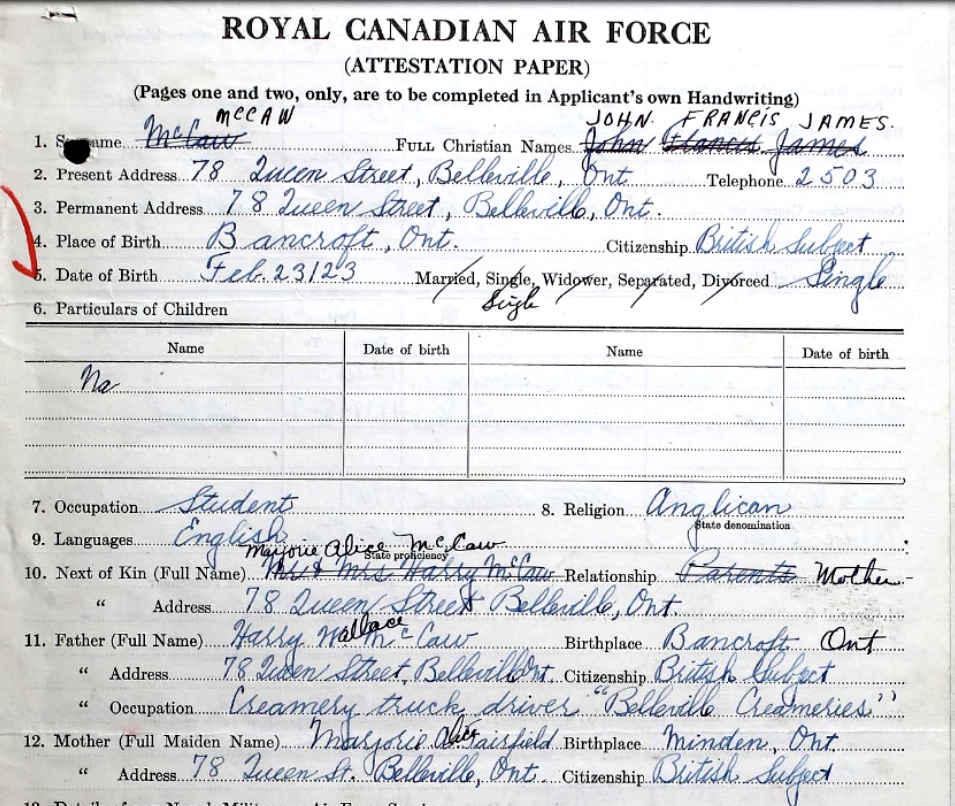 ROYAL CANADIAN AIR FORCE
(ATTESTATION PAPER)
(Pages one and two, only, are to be completed in Applicant's own Handwriting)
McCAW JOHN. FRANCIS JAMES.
1. Surname McCaw FULL Christian Names John Francis James
2. Present Address 78 Queen Street, Belleville, Ont Telephone 2503
3. Permanent Address 78 Queen Street, Belleville, Ont.
4. Place of Birth Bancroft, Ont. Citizenship British Subject
5. Date of Birth Feb. 23/23 Married, Single, Widower, Separated, Divorced Single
Single
6. Particulars of Children
Name Date of birth Name Date of birth
No
7. Occupation Student 8. Religion Anglican
State denomination
9. Languages English
State proficiency
Marjorie Alice McCaw
10. Next of Kin (Full Name) Mr & Mrs. Harry McCaw Relationship Parents Mother
" Address 78 Queen Street Belleville, Ont.
11. Father (Full Name) Harry Wallace McCaw Birthplace Bancroft Ont
" Address 78 Queen Street, Belleville Ont. Citizenship British Subject
" Occupation Creamery truck driver "Belleville Creameries"
12. Mother (Full Maiden Name) Marjorie Alice Fairfield Birthplace Minden, Ont
" Address 78 Queen St. Belleville, Ont. Citizenship British Subject